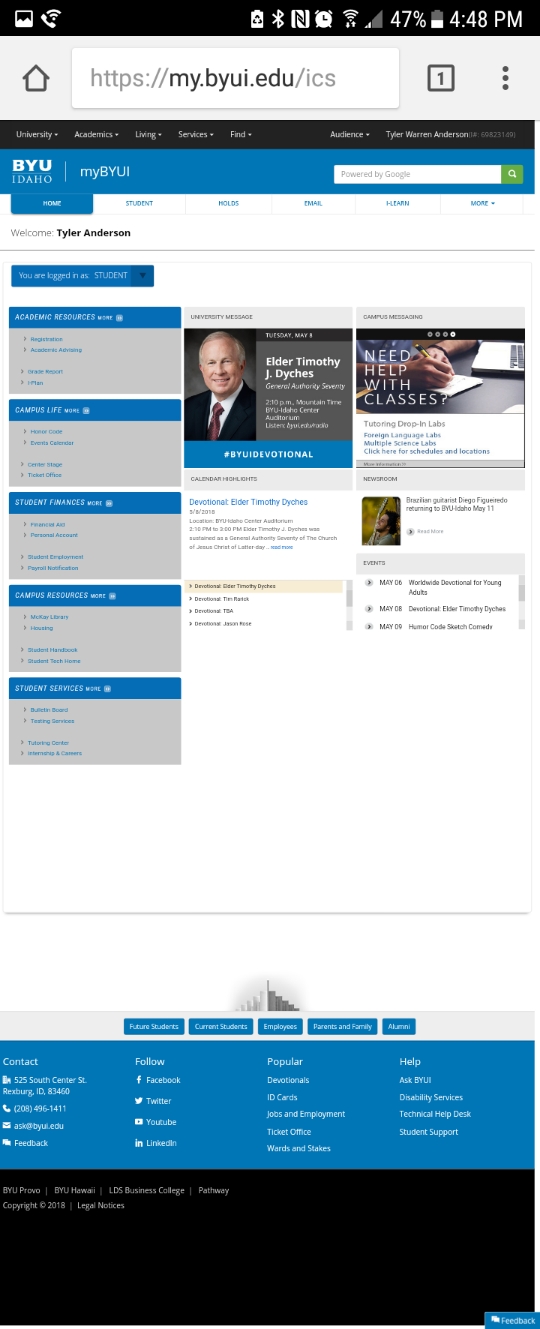 47% 4:48 PM
https://my.byui.edu/ics
1
University Academics Living Services Find Audience Tyler Warren Anderson(I#: 69823149)
BYU
IDAHO
myBYUI
Powered by Google
HOME STUDENT HOLDS EMAIL I-LEARN MORE
Welcome: Tyler Anderson
You are logged in as: STUDENT
ACADEMIC RESOURCES MORE
Registration
Academic Advising
Grade Report
I-Plan
CAMPUS LIFE MORE
Honor Code
Events Calendar
Center Stage
Ticket Office
STUDENT FINANCES MORE
Financial Aid
Personal Account
Student Employment
Payroll Notification
CAMPUS RESOURCES MORE
McKay Library
Housing
Student Handbook
Student Tech Home
STUDENT SERVICES MORE
Bulletin Board
Testing Services
Tutoring Center
Internship & Careers
UNIVERSITY MESSAGE
TUESDAY, MAY 8
Elder Timothy
J. Dyches
General Authority Seventy
2:10 p.m., Mountain Time
BYU-Idaho Center
Auditorium
Listen: byui.edu/radio
#BYUIDEVOTIONAL
CALENDAR HIGHLIGHTS
Devotional: Elder Timothy Dyches
5/8/2018
Location: BYU-Idaho Center Auditorium
2:10 PM to 3:00 PM Elder Timothy J. Dyches was
sustained as a General Authority Seventy of The Church
of Jesus Christ of Latter-day ... read more
Devotional: Elder Timothy Dyches
Devotional: Tim Rarick
Devotional: TBA
Devotional: Jason Rose
CAMPUS MESSAGING
NEED
HELP
WITH
CLASSES?
Tutoring Drop-In Labs
Foreign Language Labs
Multiple Science Labs
Click here for schedules and locations
More Information
NEWSROOM
Brazilian guitarist Diego Figueiredo
returning to BYU-Idaho May 11
Read More
EVENTS
MAY 06 Worldwide Devotional for Young
Adults
MAY 08 Devotional: Elder Timothy Dyches
MAY 09 Humor Code Sketch Comedy
Future Students Current Students Employees Parents and Family Alumni
Contact
525 South Center St.
Rexburg, ID, 83460
(208) 496-1411
ask@byui.edu
Feedback
Follow
Facebook
Twitter
Youtube
LinkedIn
Popular
Devotionals
ID Cards
Jobs and Employment
Ticket Office
Wards and Stakes
Help
Ask BYUI
Disability Services
Technical Help Desk
Student Support
BYU Provo | BYU Hawaii | LDS Business College | Pathway
Copyright © 2018 | Legal Notices
Feedback